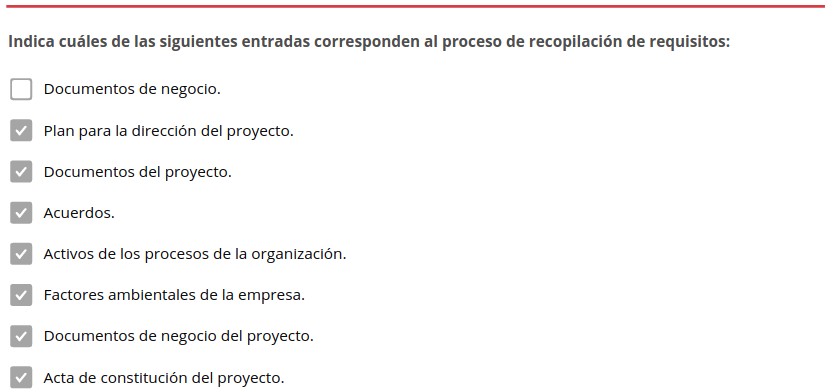 Indica cuáles de las siguientes entradas corresponden al proceso de recopilación de requisitos:
Documentos de negocio.
Plan para la dirección del proyecto.
Documentos del proyecto.
Acuerdos.
Activos de los procesos de la organización.
Factores ambientales de la empresa.
Documentos de negocio del proyecto.
Acta de constitución del proyecto.